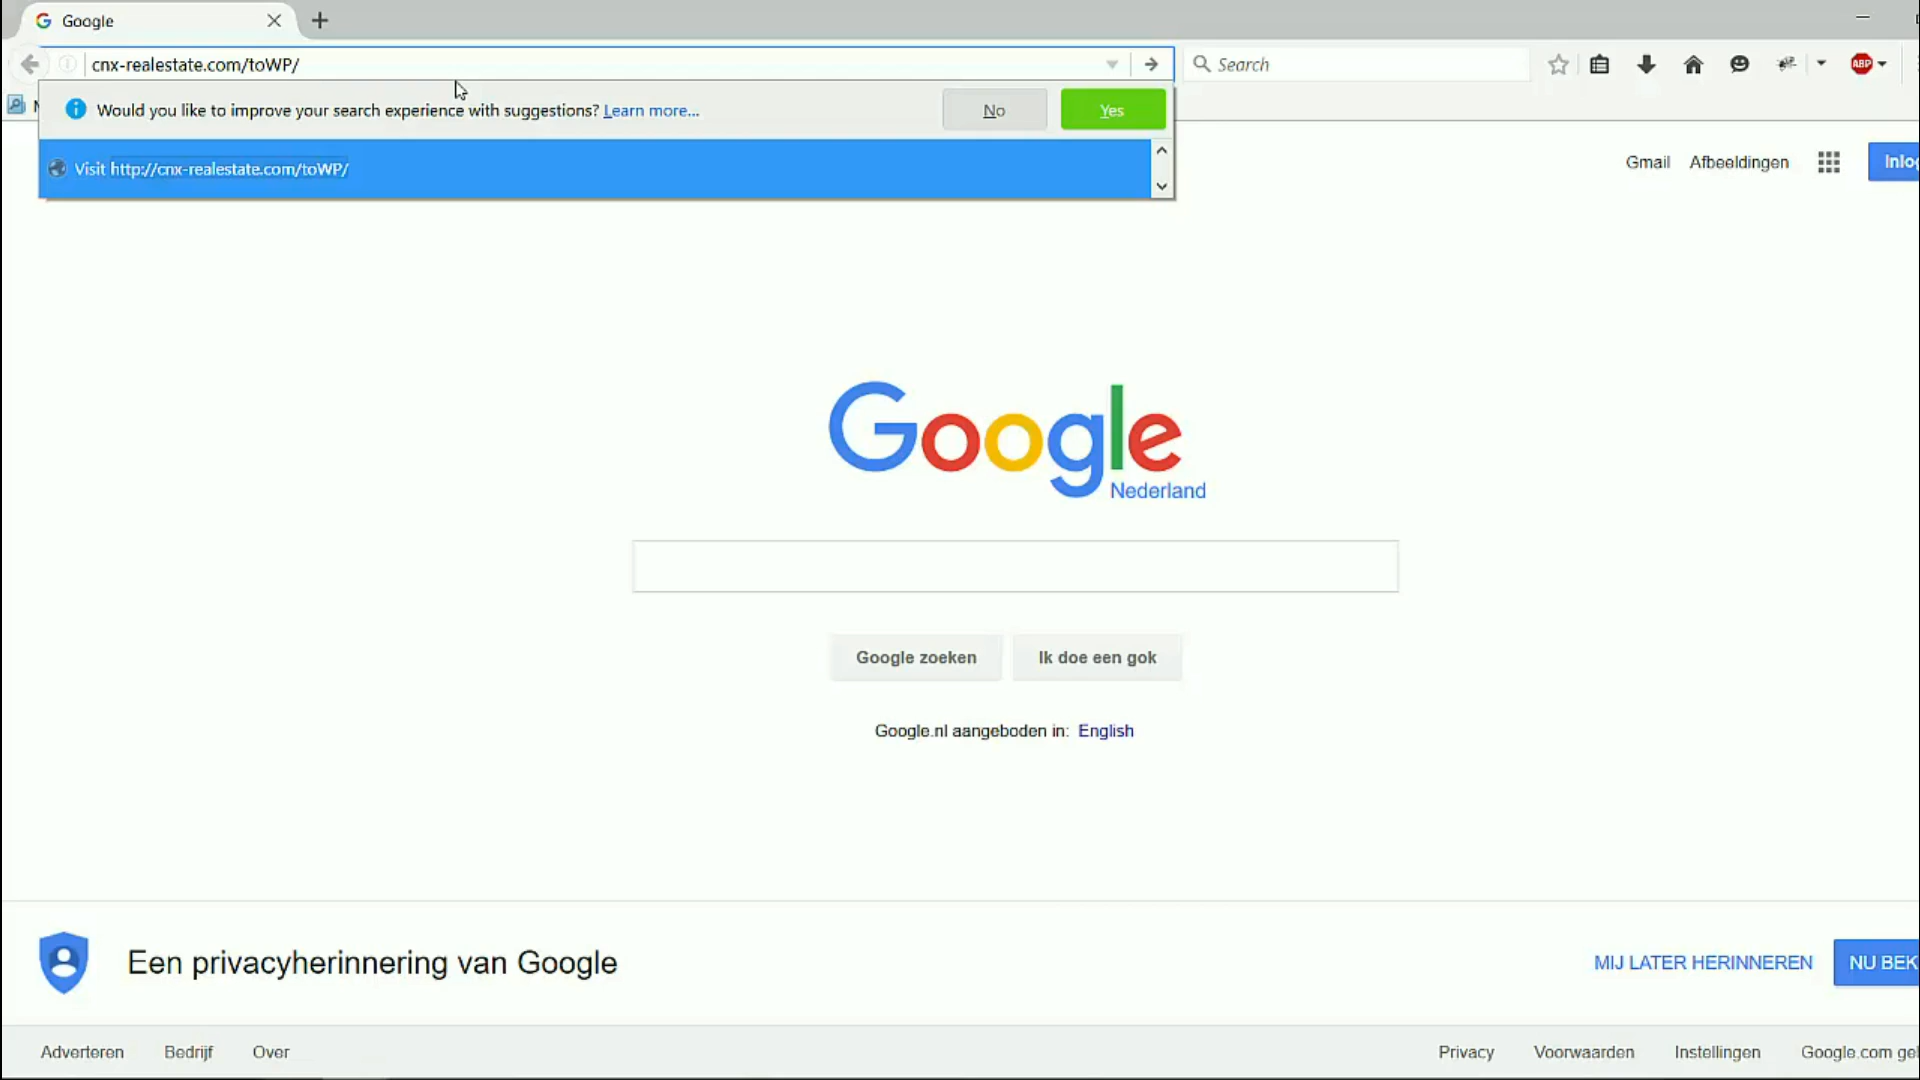 Google
cnx-realestate.com/toWP/
Search
ABP
Would you like to improve your search experience with suggestions? Learn more...
No
Yes
Visit http://cnx-realestate.com/toWP/
Gmail
Afbeeldingen
Google
Nederland
Google zoeken
Ik doe een gok
Google.nl aangeboden in: English
Een privacyherinnering van Google
MIJ LATER HERINNEREN
NU BEK
Adverteren
Bedrijf
Over
Privacy
Voorwaarden
Instellingen
Google.com